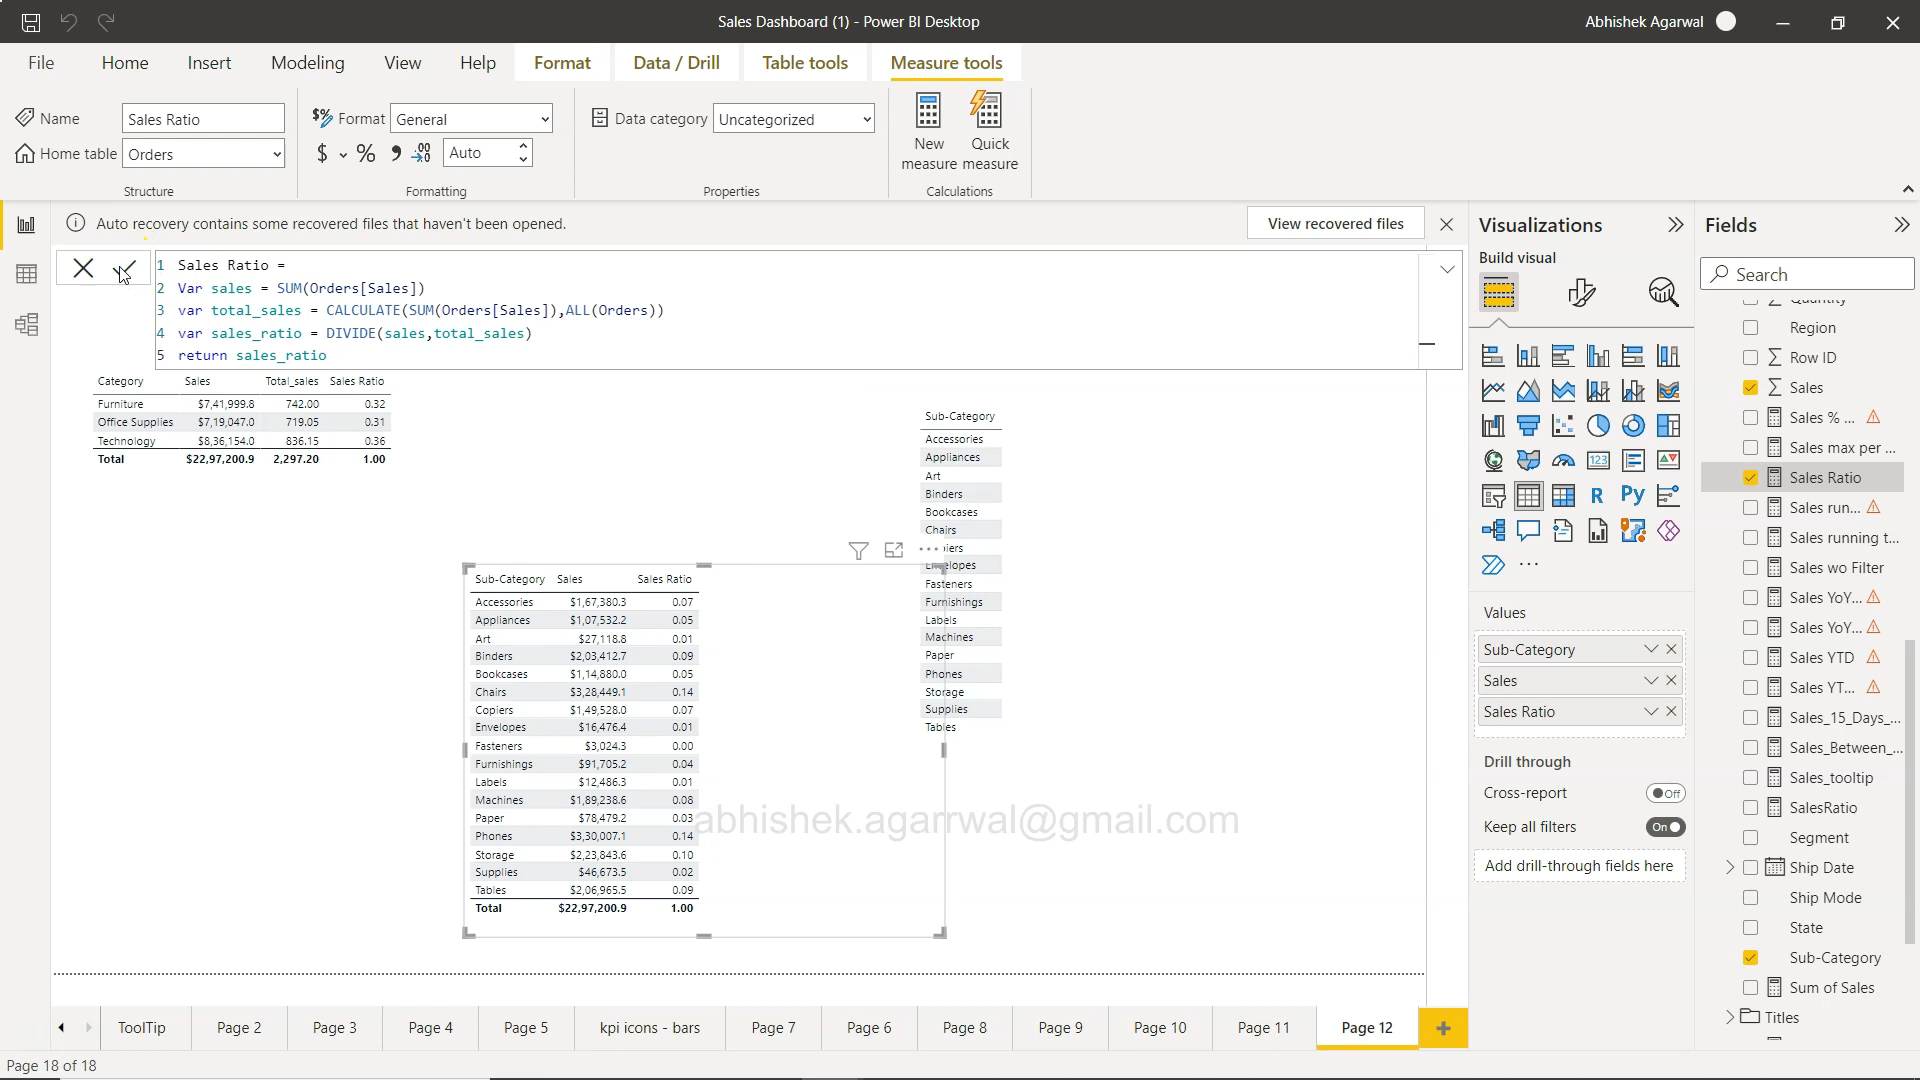 Sales Dashboard (1) - Power BI Desktop
Abhishek Agarwal
File Home Insert Modeling View Help Format Data / Drill Table tools Measure tools
Name Sales Ratio
Home table Orders
Structure
Format General
$ % Auto
Formatting
Data category Uncategorized
Properties
New measure
Quick measure
Calculations
Auto recovery contains some recovered files that haven't been opened.
View recovered files
1 Sales Ratio =
2 Var sales = SUM(Orders[Sales])
3 var total_sales = CALCULATE(SUM(Orders[Sales]),ALL(Orders))
4 var sales_ratio = DIVIDE(sales,total_sales)
5 return sales_ratio
Category Sales Total_sales Sales Ratio
Furniture $7,41,999.8 742.00 0.32
Office Supplies $7,19,047.0 719.05 0.31
Technology $8,36,154.0 836.15 0.36
Total $22,97,200.9 2,297.20 1.00
Sub-Category
Accessories
Appliances
Art
Binders
Bookcases
Chairs
iers
Envelopes
Fasteners
Furnishings
Labels
Machines
Paper
Phones
Storage
Supplies
Tables
Sub-Category Sales Sales Ratio
Accessories $1,67,380.3 0.07
Appliances $1,07,532.2 0.05
Art $27,118.8 0.01
Binders $2,03,412.7 0.09
Bookcases $1,14,880.0 0.05
Chairs $3,28,449.1 0.14
Copiers $1,49,528.0 0.07
Envelopes $16,476.4 0.01
Fasteners $3,024.3 0.00
Furnishings $91,705.2 0.04
Labels $12,486.3 0.01
Machines $1,89,238.6 0.08
Paper $78,479.2 0.03
Phones $3,30,007.1 0.14
Storage $2,23,843.6 0.10
Supplies $46,673.5 0.02
Tables $2,06,965.5 0.09
Total $22,97,200.9 1.00
abhishek.agarrwal@gmail.com
Visualizations
Build visual
123
R Py
Values
Sub-Category
Sales
Sales Ratio
Drill through
Cross-report Off
Keep all filters On
Add drill-through fields here
Fields
Search
Quantity
Region
Row ID
Sales
Sales % ...
Sales max per ...
Sales Ratio
Sales run...
Sales running t...
Sales wo Filter
Sales YoY...
Sales YoY...
Sales YTD
Sales YT...
Sales_15_Days_...
Sales_Between_...
Sales_tooltip
SalesRatio
Segment
Ship Date
Ship Mode
State
Sub-Category
Sum of Sales
Titles
ToolTip Page 2 Page 3 Page 4 Page 5 kpi icons - bars Page 7 Page 6 Page 8 Page 9 Page 10 Page 11 Page 12
Page 18 of 18